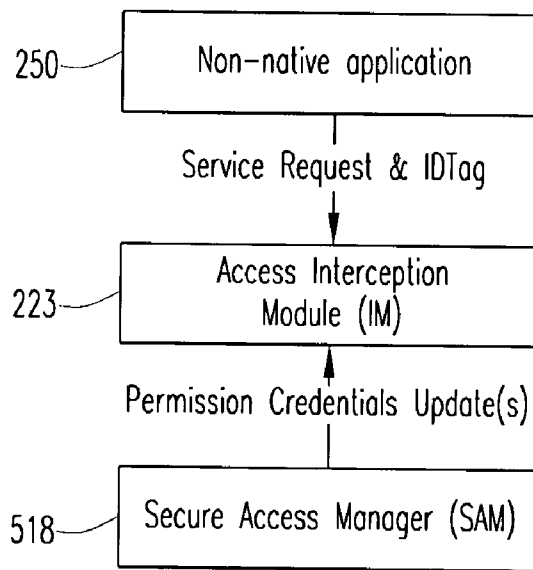 250
Non-native application
Service Request & IDTag
223
Access Interception
Module (IM)
Permission Credentials Update(s)
518
Secure Access Manager (SAM)